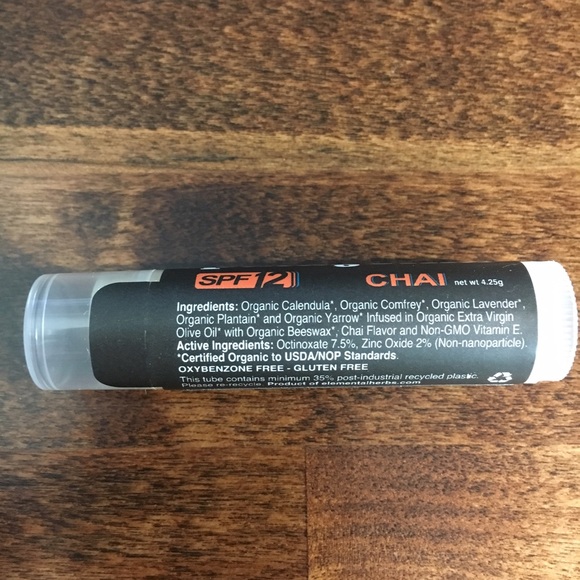 SPF12 CHAI net wt 4.25g
Ingredients: Organic Calendula*, Organic Comfrey*, Organic Lavender*,
Organic Plantain* and Organic Yarrow* Infused in Organic Extra Virgin
Olive Oil* with Organic Beeswax*, Chai Flavor and Non-GMO Vitamin E.
Active Ingredients: Octinoxate 7.5%, Zinc Oxide 2% (Non-nanoparticle).
*Certified Organic to USDA/NOP Standards.
OXYBENZONE FREE - GLUTEN FREE
This tube contains minimum 35% post-industrial recycled plastic.
Please re-recycle. Product of elementalherbs.com